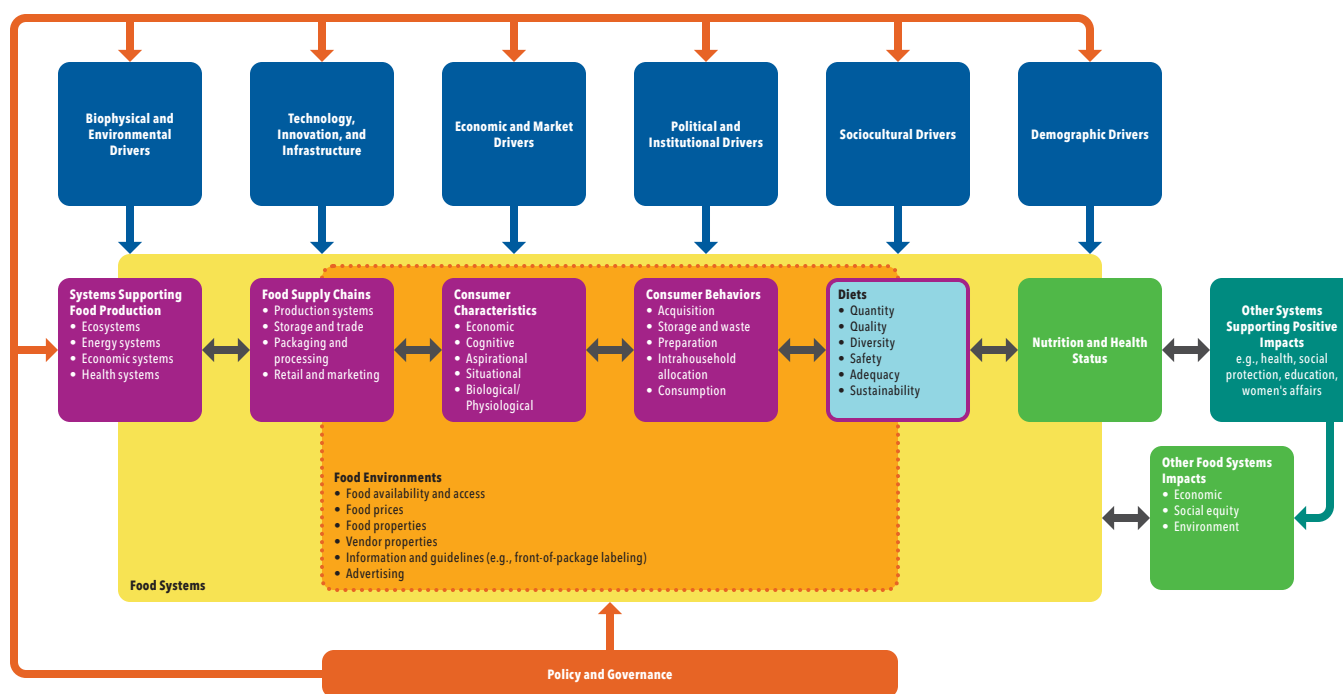 Biophysical and
Environmental
Drivers
Technology,
Innovation, and
Infrastructure
Economic and Market
Drivers
Political and
Institutional Drivers
Sociocultural Drivers
Demographic Drivers
Systems Supporting
Food Production
• Ecosystems
• Energy systems
• Economic systems
• Health systems
Food Supply Chains
• Production systems
• Storage and trade
• Packaging and
processing
• Retail and marketing
Consumer
Characteristics
• Economic
• Cognitive
• Aspirational
• Situational
• Biological/
Physiological
Consumer Behaviors
• Acquisition
• Storage and waste
• Preparation
• Intrahousehold
allocation
• Consumption
Diets
• Quantity
• Quality
• Diversity
• Safety
• Adequacy
• Sustainability
Nutrition and Health
Status
Other Systems
Supporting Positive
Impacts
e.g., health, social
protection, education,
women's affairs
Other Food Systems
Impacts
• Economic
• Social equity
• Environment
Food Environments
• Food availability and access
• Food prices
• Food properties
• Vendor properties
• Information and guidelines (e.g., front-of-package labeling)
• Advertising
Food Systems
Policy and Governance